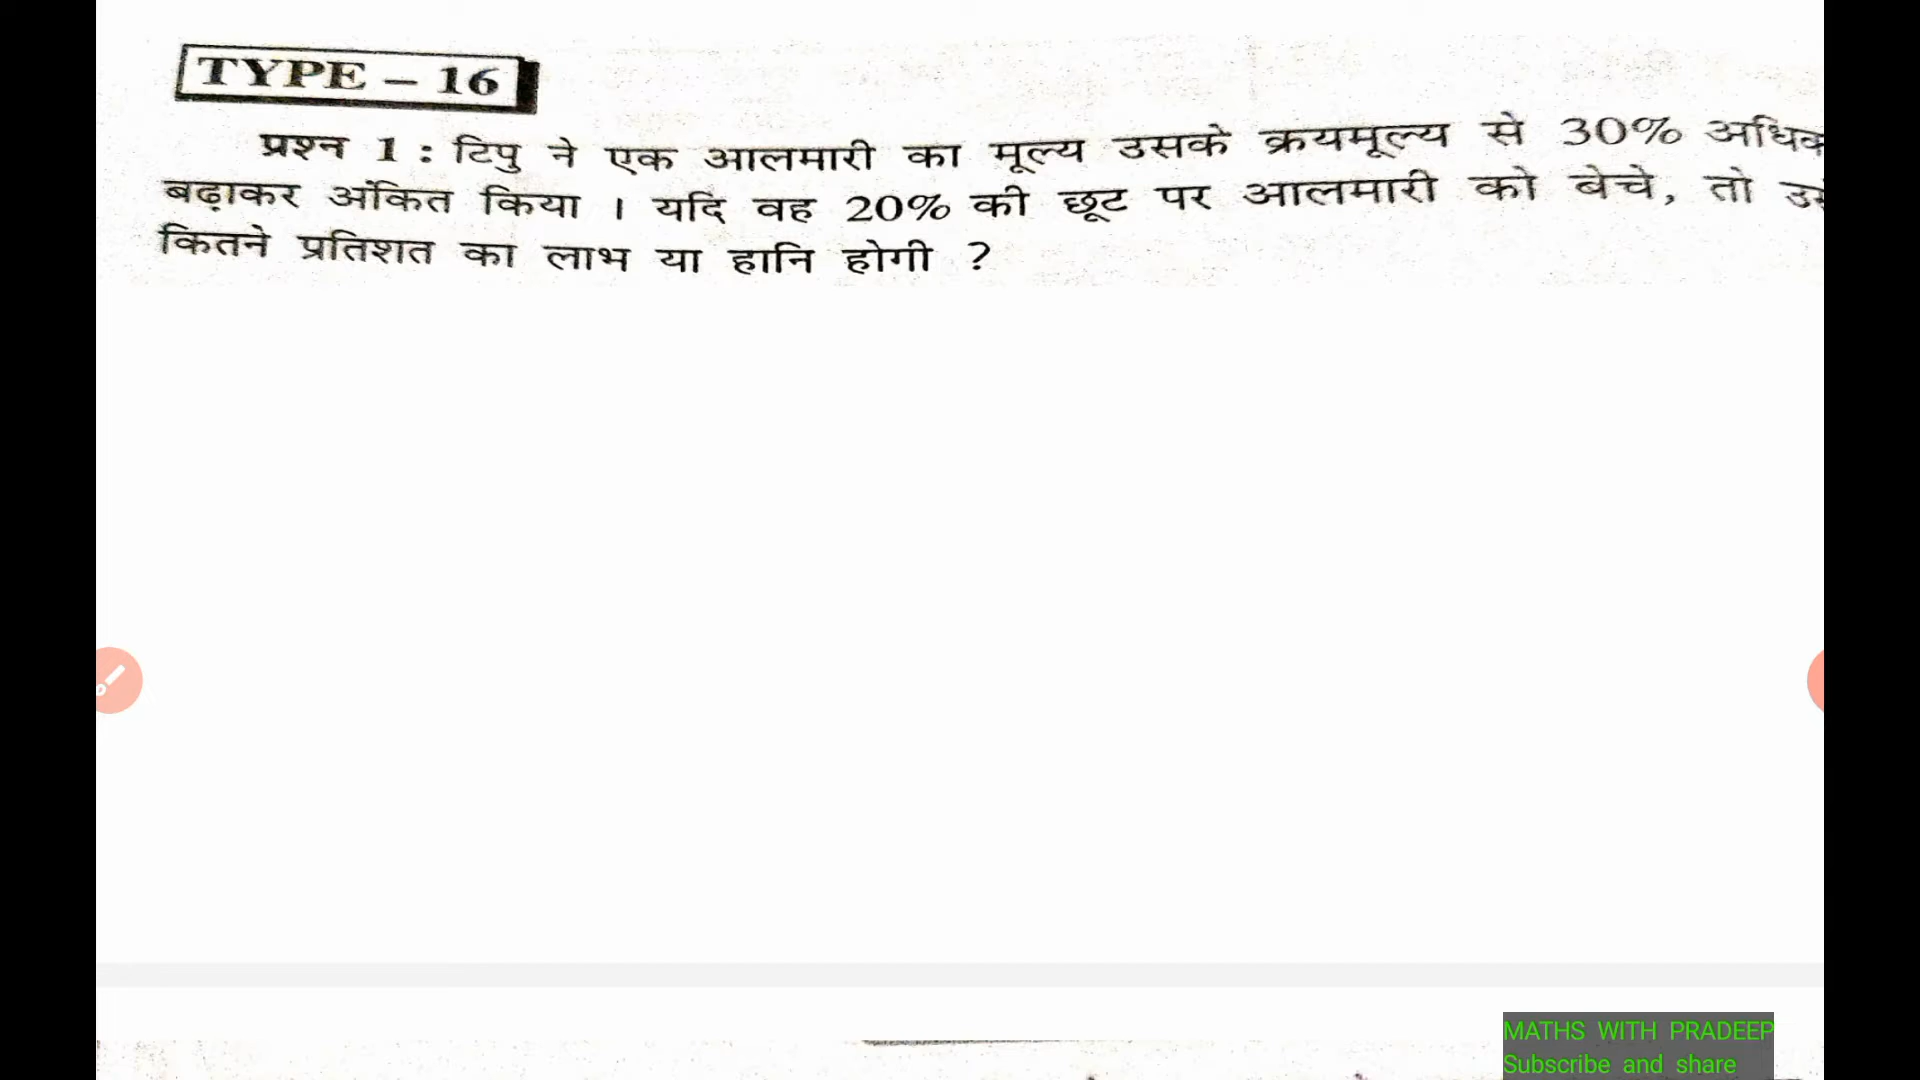 TYPE – 16
प्रश्न 1 : टिपु ने एक आलमारी का मूल्य उसके क्रयमूल्य से 30% अधिक
बढ़ाकर अंकित किया । यदि वह 20% की छूट पर आलमारी को बेचे, तो
कितने प्रतिशत का लाभ या हानि होगी ?
MATHS WITH PRADEEP
Subscribe and share